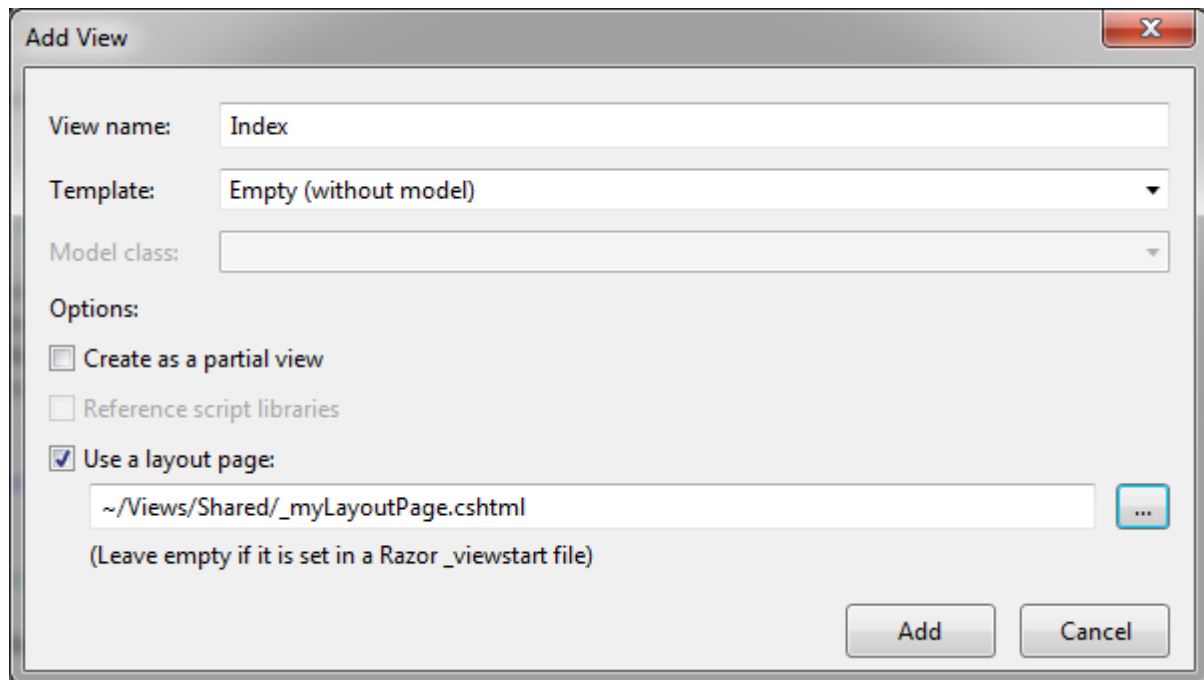 Add View
View name: Index
Template: Empty (without model)
Model class:
Options:
Create as a partial view
Reference script libraries
Use a layout page:
~/Views/Shared/_myLayoutPage.cshtml ...
(Leave empty if it is set in a Razor _viewstart file)
Add Cancel